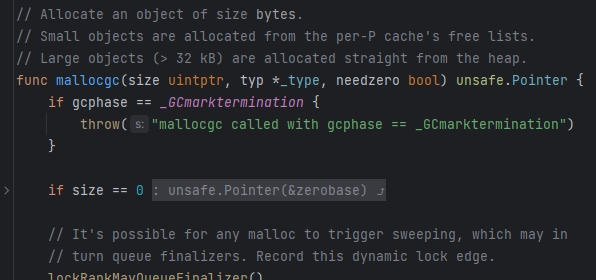 // Allocate an object of size bytes.
// Small objects are allocated from the per-P cache's free lists.
// Large objects (> 32 kB) are allocated straight from the heap.
func mallocgc(size uintptr, typ *_type, needzero bool) unsafe.Pointer {
if gcphase == _GCmarktermination {
throw( s: "mallocgc called with gcphase == _GCmarktermination")
}
if size == 0 : unsafe.Pointer(&zerobase) ⤴
// It's possible for any malloc to trigger sweeping, which may in
// turn queue finalizers. Record this dynamic lock edge.
lockRankMayQueueFinalizer()